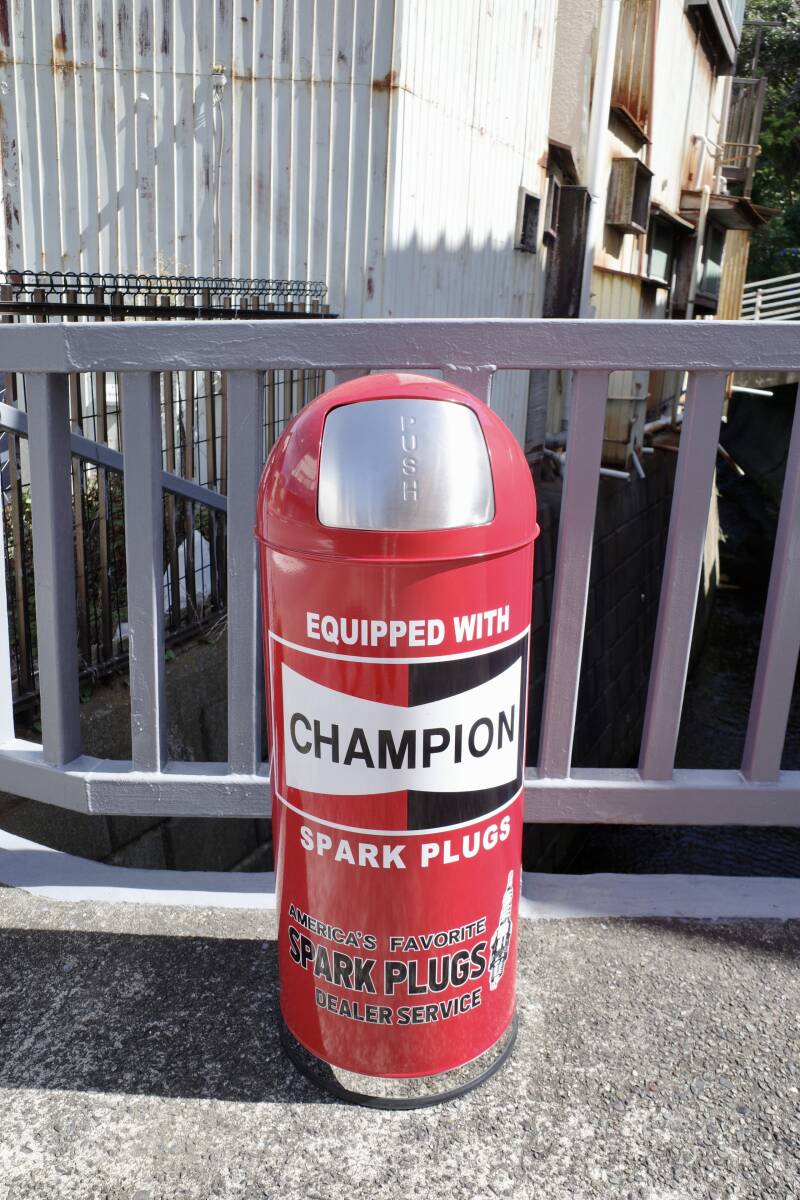 PUSH
EQUIPPED WITH
CHAMPION
SPARK PLUGS
AMERICA'S FAVORITE
SPARK PLUGS
DEALER SERVICE